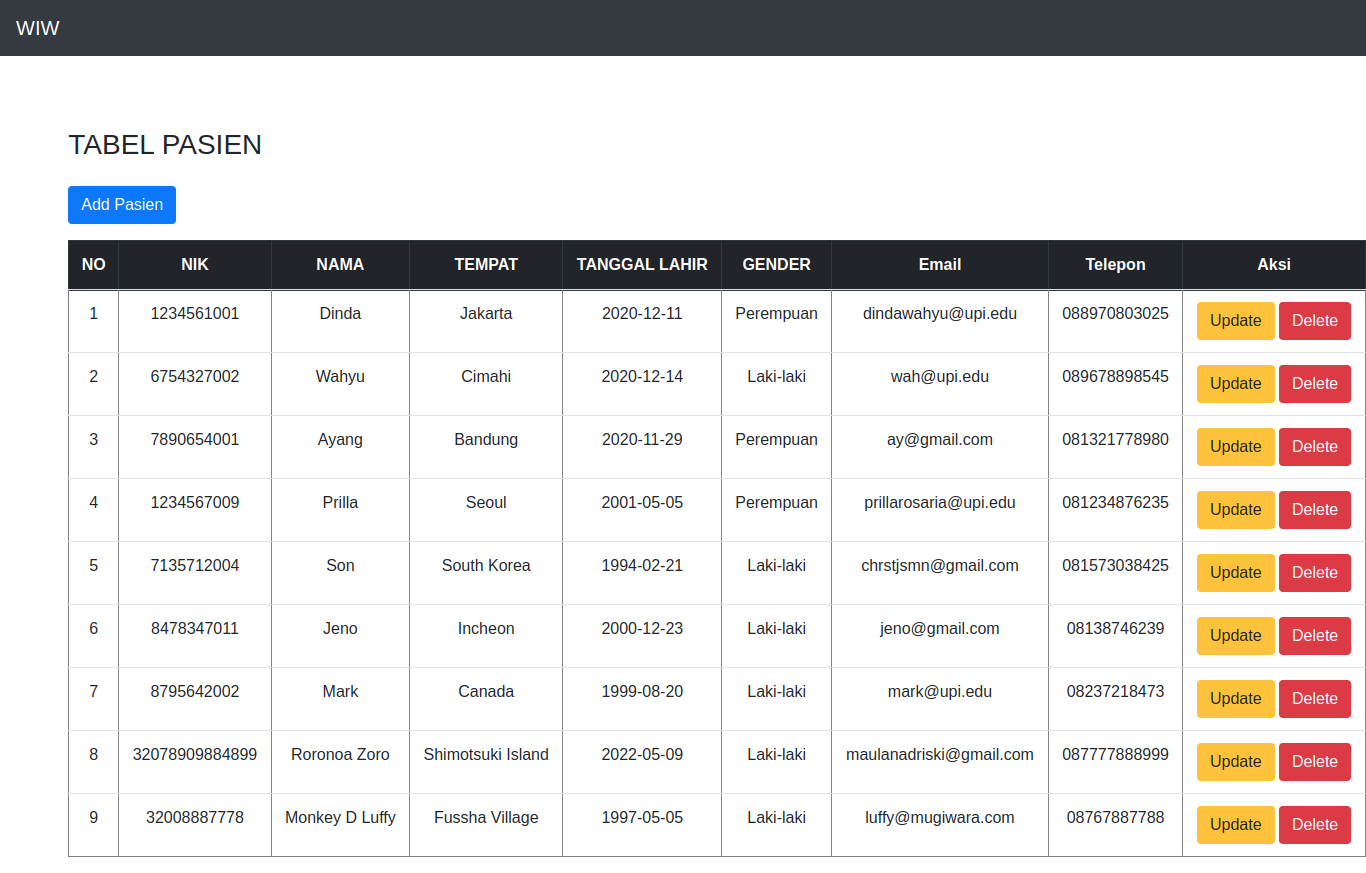 WIW
TABEL PASIEN
Add Pasien
NO NIK NAMA TEMPAT TANGGAL LAHIR GENDER Email Telepon Aksi
1 1234561001 Dinda Jakarta 2020-12-11 Perempuan dindawahyu@upi.edu 088970803025 Update Delete
2 6754327002 Wahyu Cimahi 2020-12-14 Laki-laki wah@upi.edu 089678898545 Update Delete
3 7890654001 Ayang Bandung 2020-11-29 Perempuan ay@gmail.com 081321778980 Update Delete
4 1234567009 Prilla Seoul 2001-05-05 Perempuan prillarosaria@upi.edu 081234876235 Update Delete
5 7135712004 Son South Korea 1994-02-21 Laki-laki chrstjsmn@gmail.com 081573038425 Update Delete
6 8478347011 Jeno Incheon 2000-12-23 Laki-laki jeno@gmail.com 08138746239 Update Delete
7 8795642002 Mark Canada 1999-08-20 Laki-laki mark@upi.edu 08237218473 Update Delete
8 32078909884899 Roronoa Zoro Shimotsuki Island 2022-05-09 Laki-laki maulanadriski@gmail.com 087777888999 Update Delete
9 32008887778 Monkey D Luffy Fussha Village 1997-05-05 Laki-laki luffy@mugiwara.com 08767887788 Update Delete